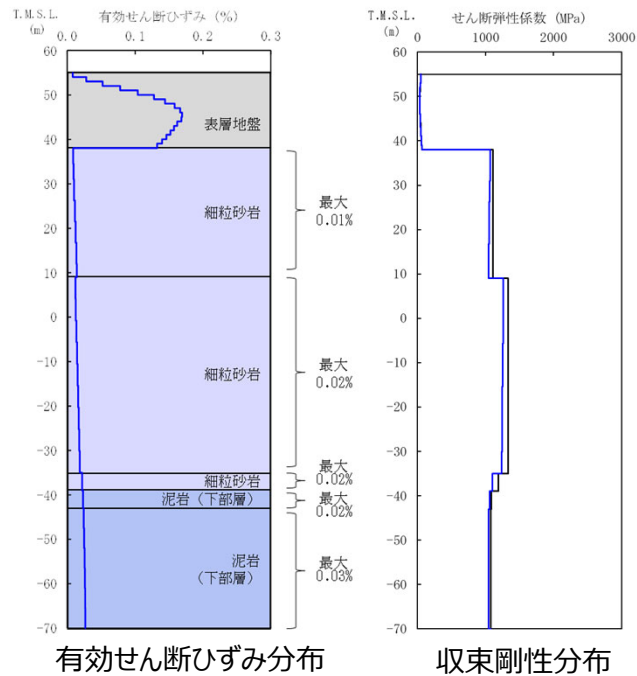 T.M.S.L.
(m)
有効せん断ひずみ (%)
0.0 0.1 0.2 0.3
60
50
40
30
20
10
0
-10
-20
-30
-40
-50
-60
-70
表層地盤
細粒砂岩
細粒砂岩
細粒砂岩
泥岩(下部層)
泥岩
(下部層)
最大
0.01%
最大
0.02%
最大
0.02%
最大
0.02%
最大
0.03%
有効せん断ひずみ分布
T.M.S.L.
(m)
せん断弾性係数 (MPa)
0 1000 2000 3000
60
50
40
30
20
10
0
-10
-20
-30
-40
-50
-60
-70
収束剛性分布